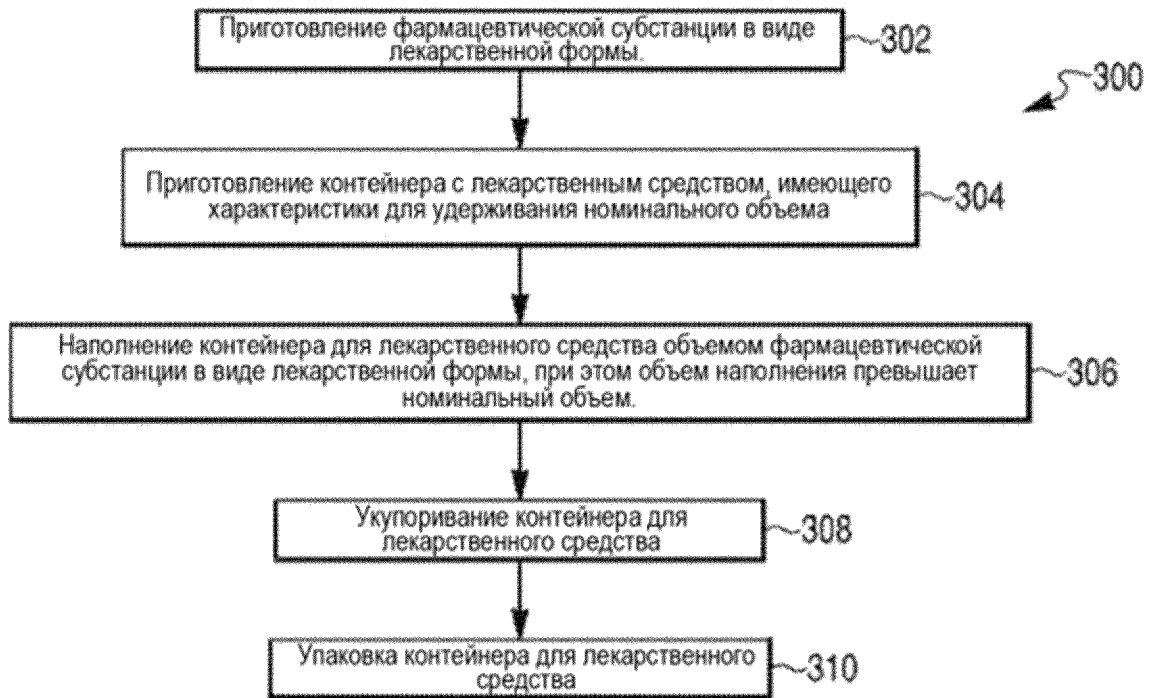 Приготовление фармацевтической субстанции в виде
лекарственной формы.
302
300
Приготовление контейнера с лекарственным средством, имеющего
характеристики для удерживания номинального объема
304
Наполнение контейнера для лекарственного средства объемом фармацевтической
субстанции в виде лекарственной формы, при этом объем наполнения превышает
номинальный объем.
306
Укупоривание контейнера для
лекарственного средства
308
Упаковка контейнера для лекарственного
средства
310